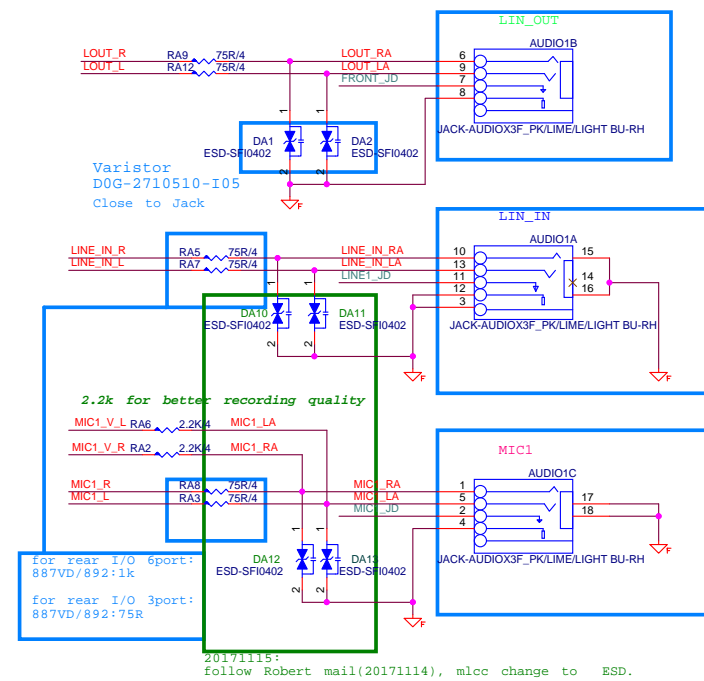 LIN_OUT
AUDIO1B
LOUT_R RA9 75R/4 LOUT_RA 6
LOUT_L RA12 75R/4 LOUT_LA 9
FRONT_JD 7
8
1 1
DA1 DA2
ESD-SFI0402 ESD-SFI0402
2 2
JACK-AUDIOX3F_PK/LIME/LIGHT BU-RH
Varistor
D0G-2710510-I05
Close to Jack
F
LIN_IN
AUDIO1A
LINE_IN_R RA5 75R/4 LINE_IN_RA 10 15
LINE_IN_L RA7 75R/4 LINE_IN_LA 13
LINE1_JD 11 14
12 16
3
1 1
DA10 DA11
ESD-SFI0402 ESD-SFI0402
2 2
JACK-AUDIOX3F_PK/LIME/LIGHT BU-RH
F F
2.2k for better recording quality
MIC1_V_L RA6 2.2K/4 MIC1_LA
MIC1_V_R RA2 2.2K/4 MIC1_RA
MIC1
AUDIO1C
MIC1_R RA8 75R/4 MIC1_RA 1
MIC1_L RA3 75R/4 MIC1_LA 5 17
MIC1_JD 2 18
4
1 1
DA12 DA13
ESD-SFI0402 ESD-SFI0402
2 2
JACK-AUDIOX3F_PK/LIME/LIGHT BU-RH
F F
for rear I/O 6port:
887VD/892:1k
for rear I/O 3port:
887VD/892:75R
20171115:
follow Robert mail(20171114), mlcc change to ESD.